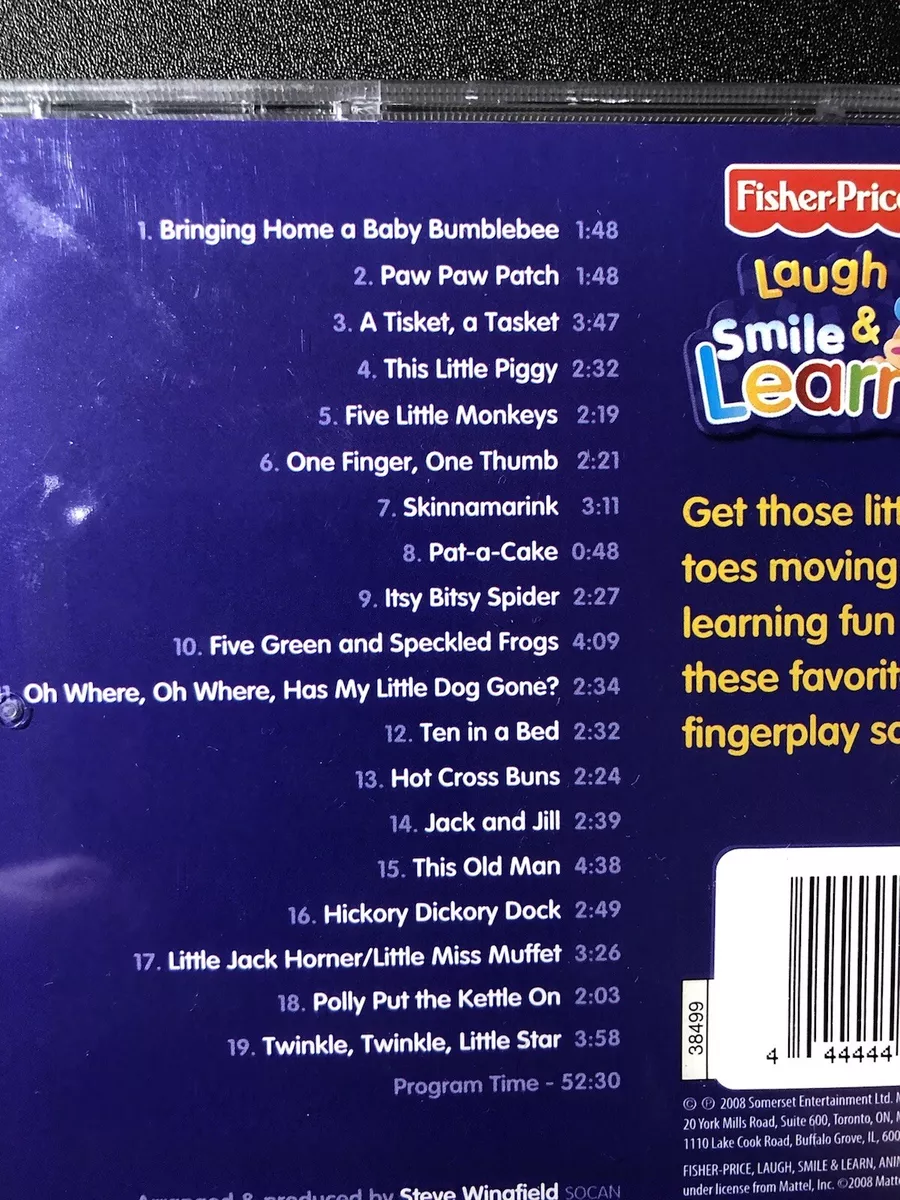 1. Bringing Home a Baby Bumblebee 1:48
2. Paw Paw Patch 1:48
3. A Tisket, a Tasket 3:47
4. This Little Piggy 2:32
5. Five Little Monkeys 2:19
6. One Finger, One Thumb 2:21
7. Skinnamarink 3:11
8. Pat-a-Cake 0:48
9. Itsy Bitsy Spider 2:27
10. Five Green and Speckled Frogs 4:09
Oh Where, Oh Where, Has My Little Dog Gone? 2:34
12. Ten in a Bed 2:32
13. Hot Cross Buns 2:24
14. Jack and Jill 2:39
15. This Old Man 4:38
16. Hickory Dickory Dock 2:49
17. Little Jack Horner/Little Miss Muffet 3:26
18. Polly Put the Kettle On 2:03
19. Twinkle, Twinkle, Little Star 3:58
Program Time - 52:30
Arranged & produced by Steve Wingfield SOCAN
Fisher-Price
Laugh
Smile &
Learn
Get those
toes moving
learning fun
these
fingerplay
38499
4 44444
© ℗ 2008 Somerset Entertainment Ltd.
20 York Mills Road, Suite 600, Toronto, ON,
1110 Lake Cook Road, Buffalo Grove, IL, 600
FISHER-PRICE, LAUGH, SMILE & LEARN,
under license from Mattel, Inc. ©2008